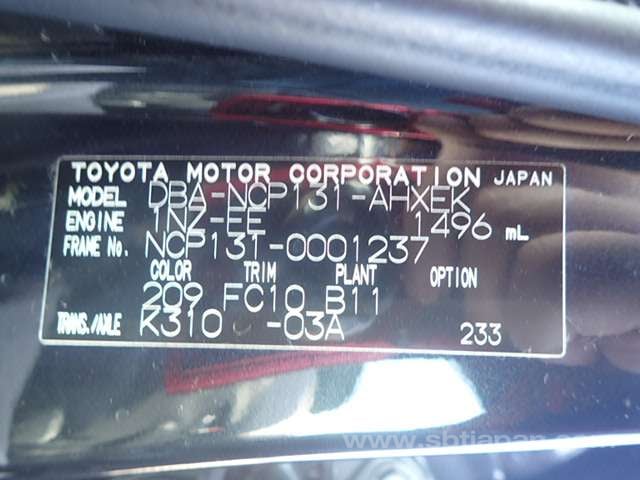 TOYOTA MOTOR CORPORATION JAPAN
MODEL DBA-NCP131-AHXEK
ENGINE 1NZ-FE 1496 mL
FRAME No. NCP131-0001237
COLOR TRIM PLANT OPTION
209 FC10 B11
TRANS./AXLE K310 -03A 233
www.sbtjapan.com